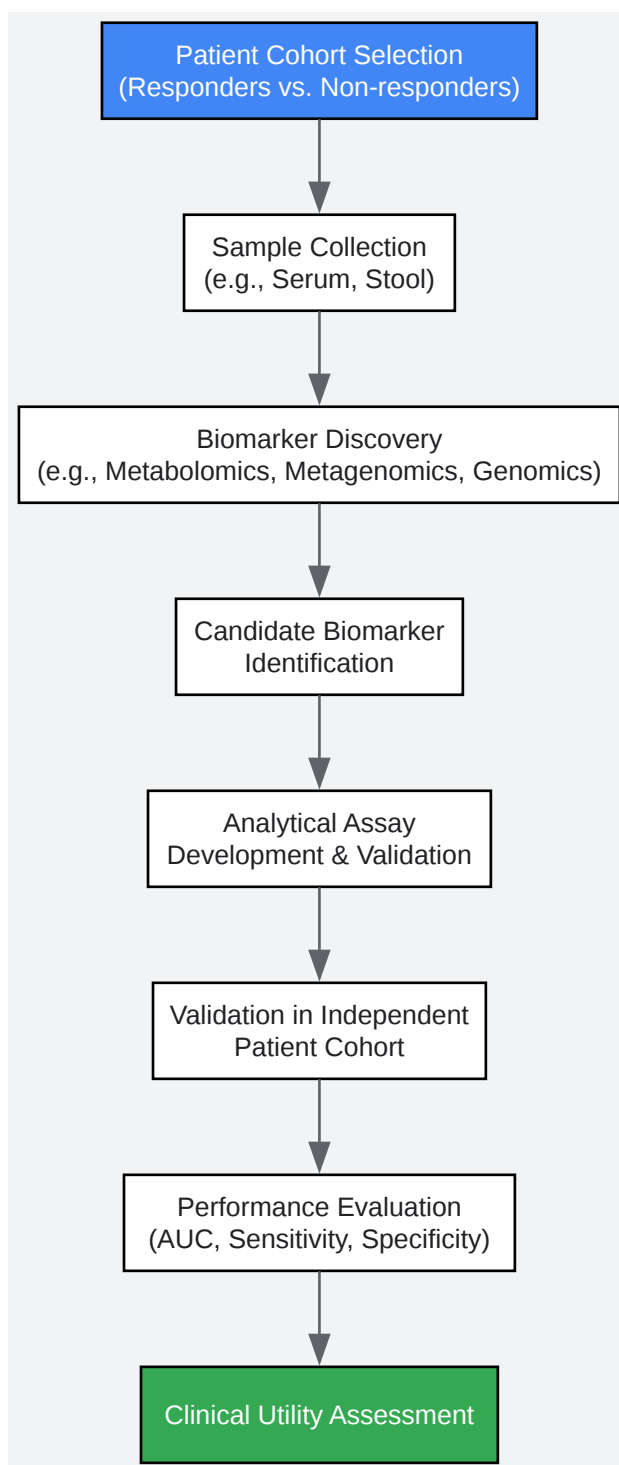 Patient Cohort Selection
(Responders vs. Non-responders)
Sample Collection
(e.g., Serum, Stool)
Biomarker Discovery
(e.g., Metabolomics, Metagenomics, Genomics)
Candidate Biomarker
Identification
Analytical Assay
Development & Validation
Validation in Independent
Patient Cohort
Performance Evaluation
(AUC, Sensitivity, Specificity)
Clinical Utility Assessment